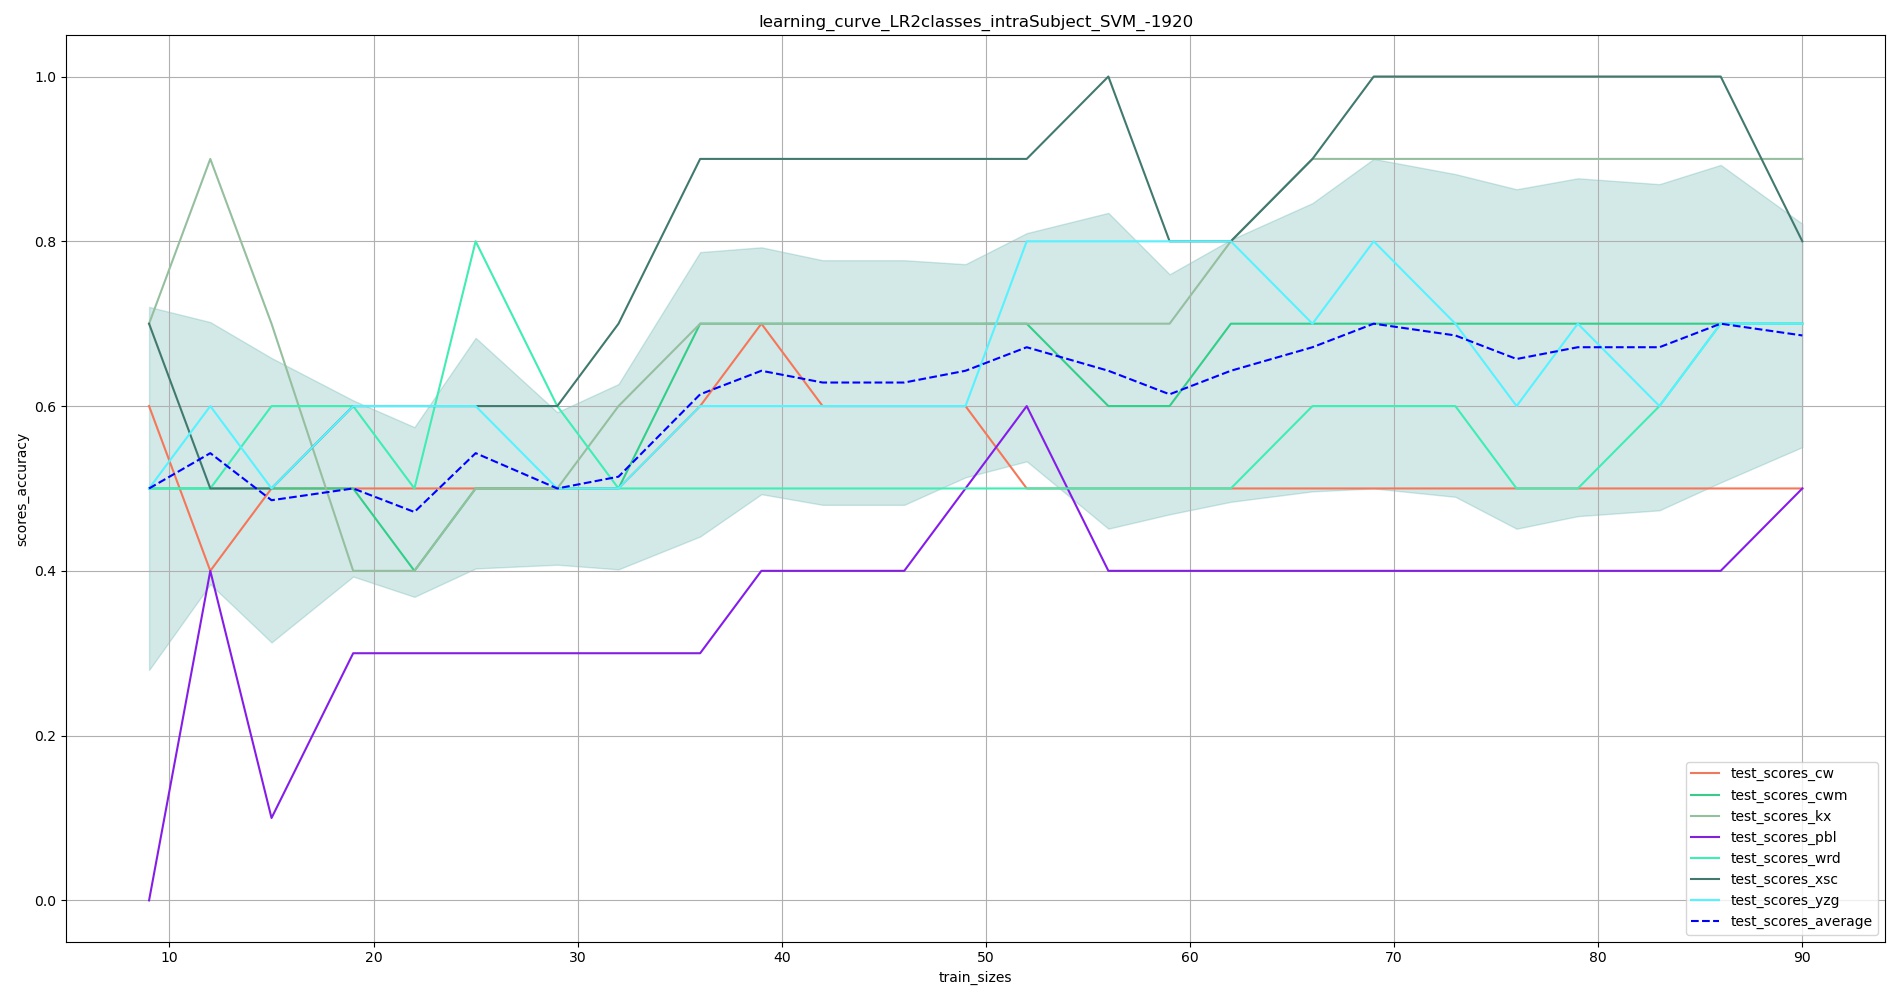 learning_curve_LR2classes_intraSubject_SVM_-1920
scores_accuracy
1.0
0.8
0.6
0.4
0.2
0.0
10 20 30 40 50 60 70 80 90
train_sizes
test_scores_cw
test_scores_cwm
test_scores_kx
test_scores_pbl
test_scores_wrd
test_scores_xsc
test_scores_yzg
test_scores_average